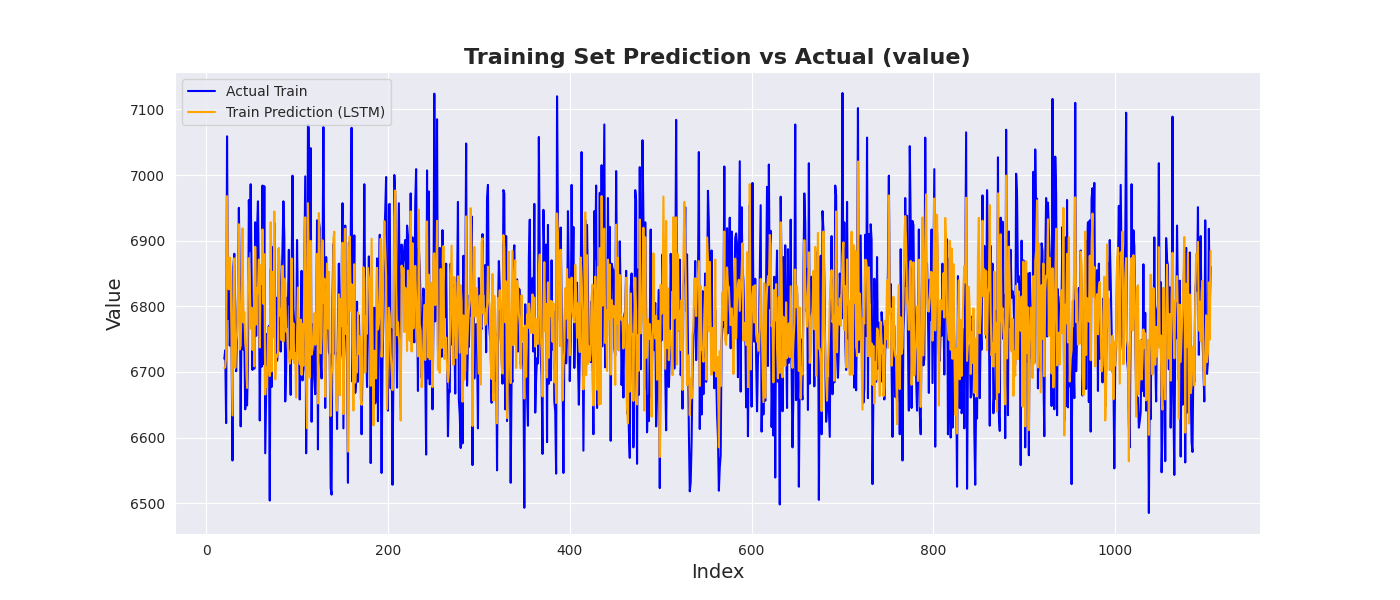 Training Set Prediction vs Actual (value)
Actual Train
Train Prediction (LSTM)
Value
7100
7000
6900
6800
6700
6600
6500
0 200 400 600 800 1000
Index